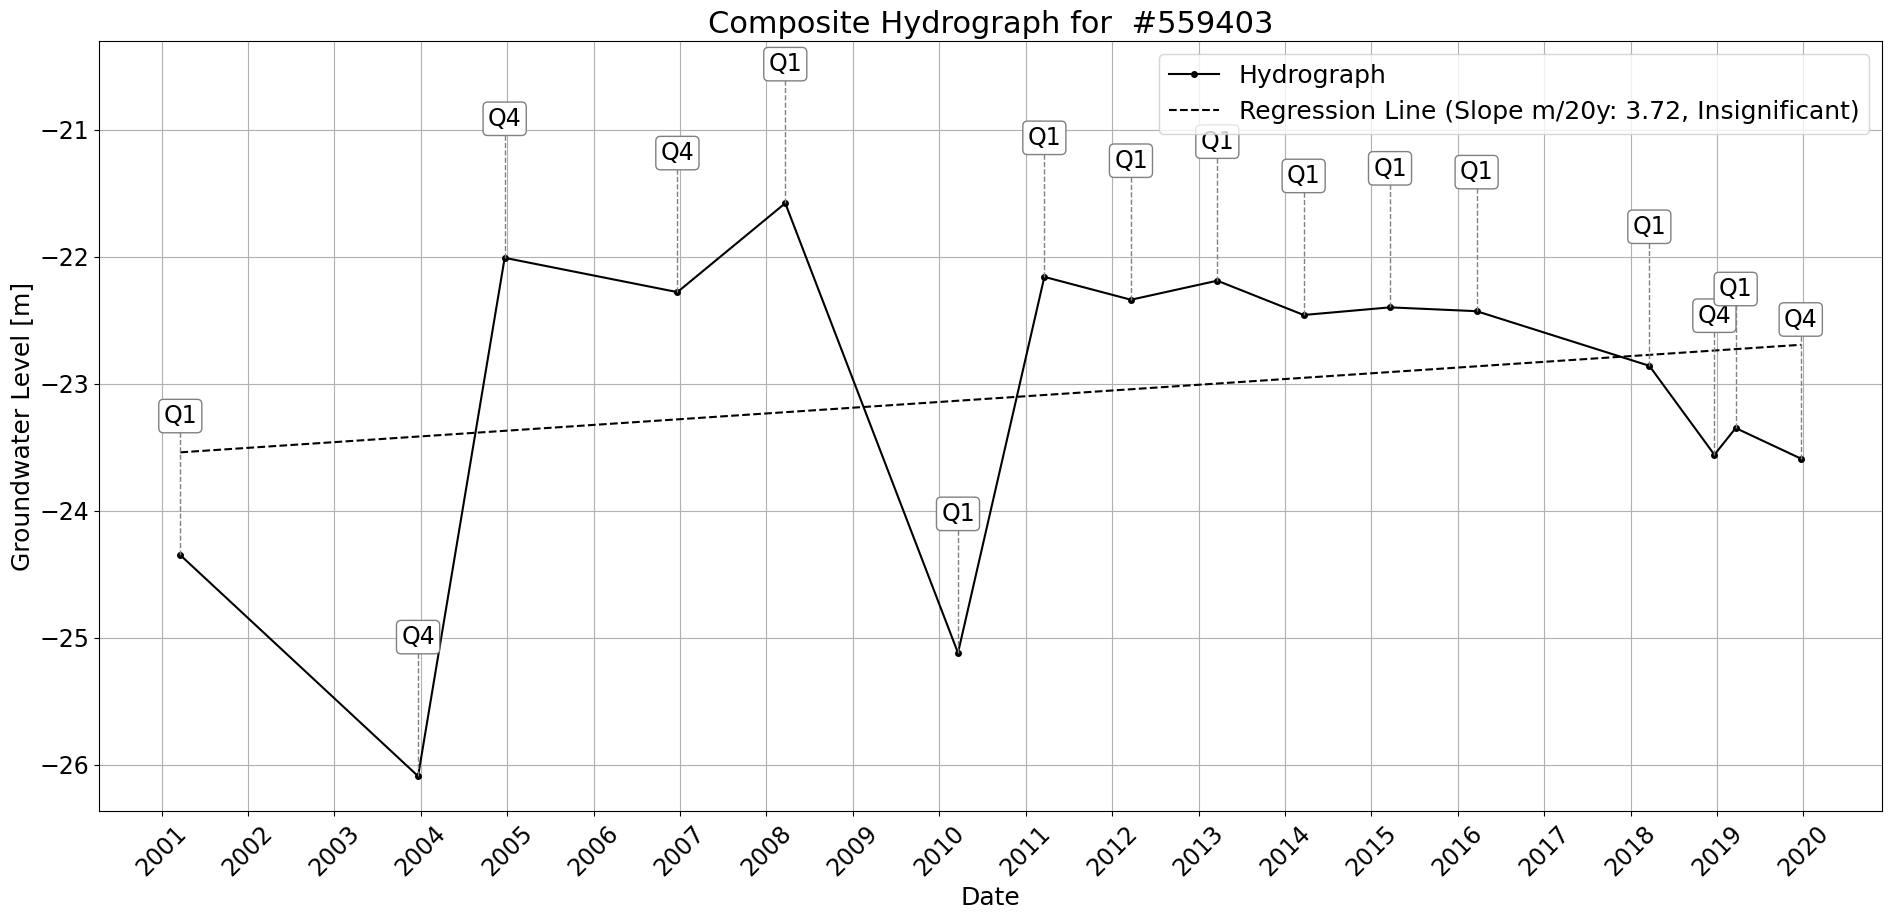 Composite Hydrograph for  #559403
Hydrograph
Regression Line (Slope m/20y: 3.72, Insignificant)
Q1
Q4
Q4
Q4
Q1
Q1
Q1
Q1
Q1
Q1
Q1
Q1
Q1
Q4
Q1
Q4
−21
−22
−23
−24
−25
−26
Groundwater Level [m]
2001
2002
2003
2004
2005
2006
2007
2008
2009
2010
2011
2012
2013
2014
2015
2016
2017
2018
2019
2020
Date